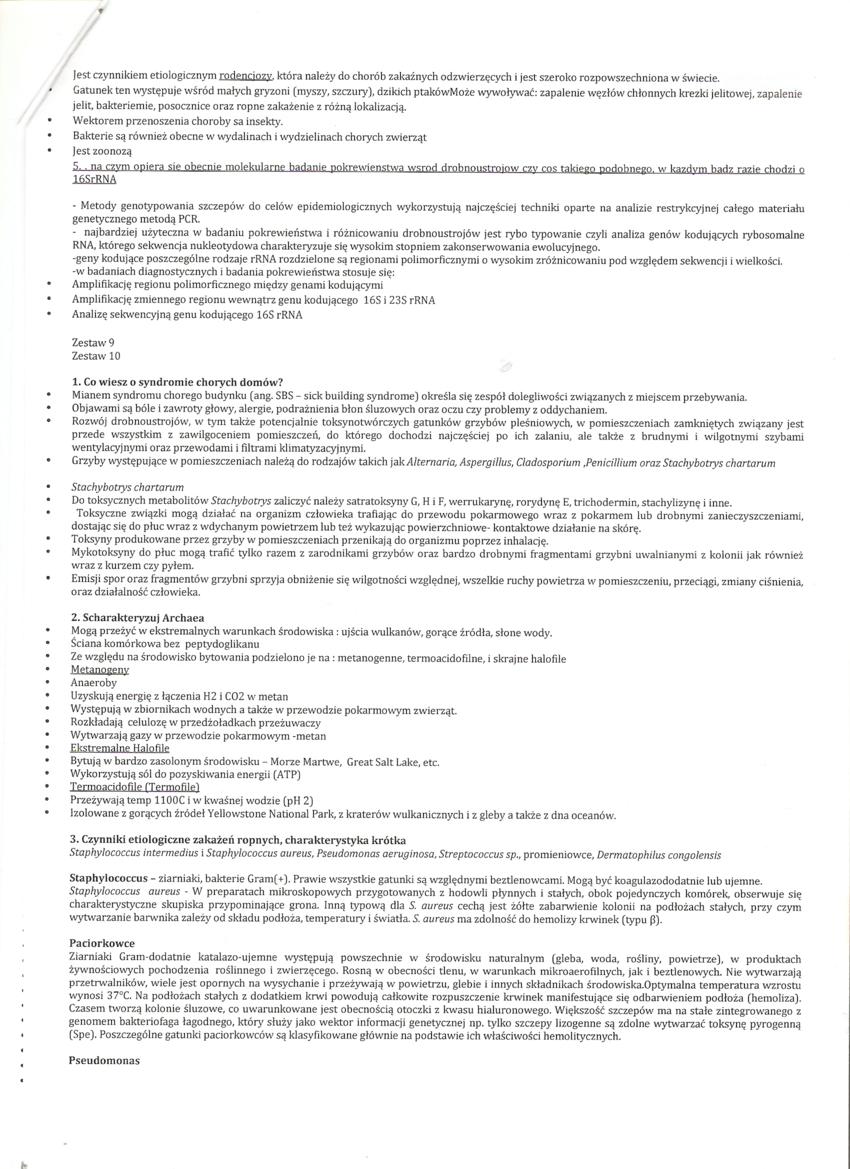 Jest czynnikiem etiologicznym rodenciozy, która należy do chorób zakaźnych odzwierzęcych i jest szeroko rozpowszechniona w świecie.
• Gatunek ten występuje wśród małych gryzoni (myszy, szczury), dzikich ptakówMoże wywoływać: zapalenie węzłów chłonnych krezki jelitowej, zapalenie
jelit, bakteriemie, posocznice oraz ropne zakażenie z różną lokalizacją.
• Wektorem przenoszenia choroby sa insekty.
• Bakterie są również obecne w wydalinach i wydzielinach chorych zwierząt
• Jest zoonozą
5. . na czym opiera sie obecnie molekularne badanie pokrewienstwa wsrod drobnoustrojow czy cos takiego podobnego, w kazdym badz razie chodzi o
16SrRNA
- Metody genotypowania szczepów do celów epidemiologicznych wykorzystują najczęściej techniki oparte na analizie restrykcyjnej całego materiału
genetycznego metodą PCR.
- najbardziej użyteczna w badaniu pokrewieństwa i różnicowaniu drobnoustrojów jest rybo typowanie czyli analiza genów kodujących rybosomalne
RNA, którego sekwencja nukleotydowa charakteryzuje się wysokim stopniem zakonserwowania ewolucyjnego.
-geny kodujące poszczególne rodzaje rRNA rozdzielone są regionami polimorficznymi o wysokim zróżnicowaniu pod względem sekwencji i wielkości.
-w badaniach diagnostycznych i badania pokrewieństwa stosuje się:
• Amplifikację regionu polimorficznego między genami kodującymi
• Amplifikację zmiennego regionu wewnątrz genu kodującego 16S i 23S rRNA
• Analizę sekwencyjną genu kodującego 16S rRNA
Zestaw 9
Zestaw 10
1. Co wiesz o syndromie chorych domów?
• Mianem syndromu chorego budynku (ang. SBS – sick building syndrome) określa się zespół dolegliwości związanych z miejscem przebywania.
• Objawami są bóle i zawroty głowy, alergie, podrażnienia błon śluzowych oraz oczu czy problemy z oddychaniem.
• Rozwój drobnoustrojów, w tym także potencjalnie toksynotwórczych gatunków grzybów pleśniowych, w pomieszczeniach zamkniętych związany jest
przede wszystkim z zawilgoceniem pomieszczeń, do którego dochodzi najczęściej po ich zalaniu, ale także z brudnymi i wilgotnymi szybami
wentylacyjnymi oraz przewodami i filtrami klimatyzacyjnymi.
• Grzyby występujące w pomieszczeniach należą do rodzajów takich jak Alternaria, Aspergillus, Cladosporium ,Penicillium oraz Stachybotrys chartarum
• Stachybotrys chartarum
• Do toksycznych metabolitów Stachybotrys zaliczyć należy satratoksyny G, H i F, werrukarynę, rorydynę E, trichodermin, stachylizynę i inne.
• Toksyczne związki mogą działać na organizm człowieka trafiając do przewodu pokarmowego wraz z pokarmem lub drobnymi zanieczyszczeniami,
dostając się do płuc wraz z wdychanym powietrzem lub też wykazując powierzchniowe- kontaktowe działanie na skórę.
• Toksyny produkowane przez grzyby w pomieszczeniach przenikają do organizmu poprzez inhalację.
• Mykotoksyny do płuc mogą trafić tylko razem z zarodnikami grzybów oraz bardzo drobnymi fragmentami grzybni uwalnianymi z kolonii jak również
wraz z kurzem czy pyłem.
• Emisji spor oraz fragmentów grzybni sprzyja obniżenie się wilgotności względnej, wszelkie ruchy powietrza w pomieszczeniu, przeciągi, zmiany ciśnienia,
oraz działalność człowieka.
2. Scharakteryzuj Archaea
• Mogą przeżyć w ekstremalnych warunkach środowiska : ujścia wulkanów, gorące źródła, słone wody.
• Ściana komórkowa bez peptydoglikanu
• Ze względu na środowisko bytowania podzielono je na : metanogenne, termoacidofilne, i skrajne halofile
• Metanogeny
• Anaeroby
• Uzyskują energię z łączenia H2 i CO2 w metan
• Występują w zbiornikach wodnych a także w przewodzie pokarmowym zwierząt.
• Rozkładają celulozę w przedżoładkach przeżuwaczy
• Wytwarzają gazy w przewodzie pokarmowym -metan
• Ekstremalne Halofile
• Bytują w bardzo zasolonym środowisku – Morze Martwe, Great Salt Lake, etc.
• Wykorzystują sól do pozyskiwania energii (ATP)
• Termoacidofile (Termofile)
• Przeżywają temp 1100C i w kwaśnej wodzie (pH 2)
• Izolowane z gorących źródeł Yellowstone National Park, z kraterów wulkanicznych i z gleby a także z dna oceanów.
3. Czynniki etiologiczne zakażeń ropnych, charakterystyka krótka
Staphylococcus intermedius i Staphylococcus aureus, Pseudomonas aeruginosa, Streptococcus sp., promieniowce, Dermatophilus congolensis
Staphylococcus – ziarniaki, bakterie Gram(+). Prawie wszystkie gatunki są względnymi beztlenowcami. Mogą być koagulazododatnie lub ujemne.
Staphylococcus aureus - W preparatach mikroskopowych przygotowanych z hodowli płynnych i stałych, obok pojedynczych komórek, obserwuje się
charakterystyczne skupiska przypominające grona. Inną typową dla S. aureus cechą jest żółte zabarwienie kolonii na podłożach stałych, przy czym
wytwarzanie barwnika zależy od składu podłoża, temperatury i światła. S. aureus ma zdolność do hemolizy krwinek (typu β).
Paciorkowce
Ziarniaki Gram-dodatnie katalazo-ujemne występują powszechnie w środowisku naturalnym (gleba, woda, rośliny, powietrze), w produktach
żywnościowych pochodzenia roślinnego i zwierzęcego. Rosną w obecności tlenu, w warunkach mikroaerofilnych, jak i beztlenowych. Nie wytwarzają
przetrwalników, wiele jest opornych na wysychanie i przeżywają w powietrzu, glebie i innych składnikach środowiska.Optymalna temperatura wzrostu
wynosi 37°C. Na podłożach stałych z dodatkiem krwi powodują całkowite rozpuszczenie krwinek manifestujące się odbarwieniem podłoża (hemoliza).
Czasem tworzą kolonie śluzowe, co uwarunkowane jest obecnością otoczki z kwasu hialuronowego. Większość szczepów ma na stałe zintegrowanego z
genomem bakteriofaga łagodnego, który służy jako wektor informacji genetycznej np. tylko szczepy lizogenne są zdolne wytwarzać toksynę pyrogenną
(Spe). Poszczególne gatunki paciorkowców są klasyfikowane głównie na podstawie ich właściwości hemolitycznych.
Pseudomonas